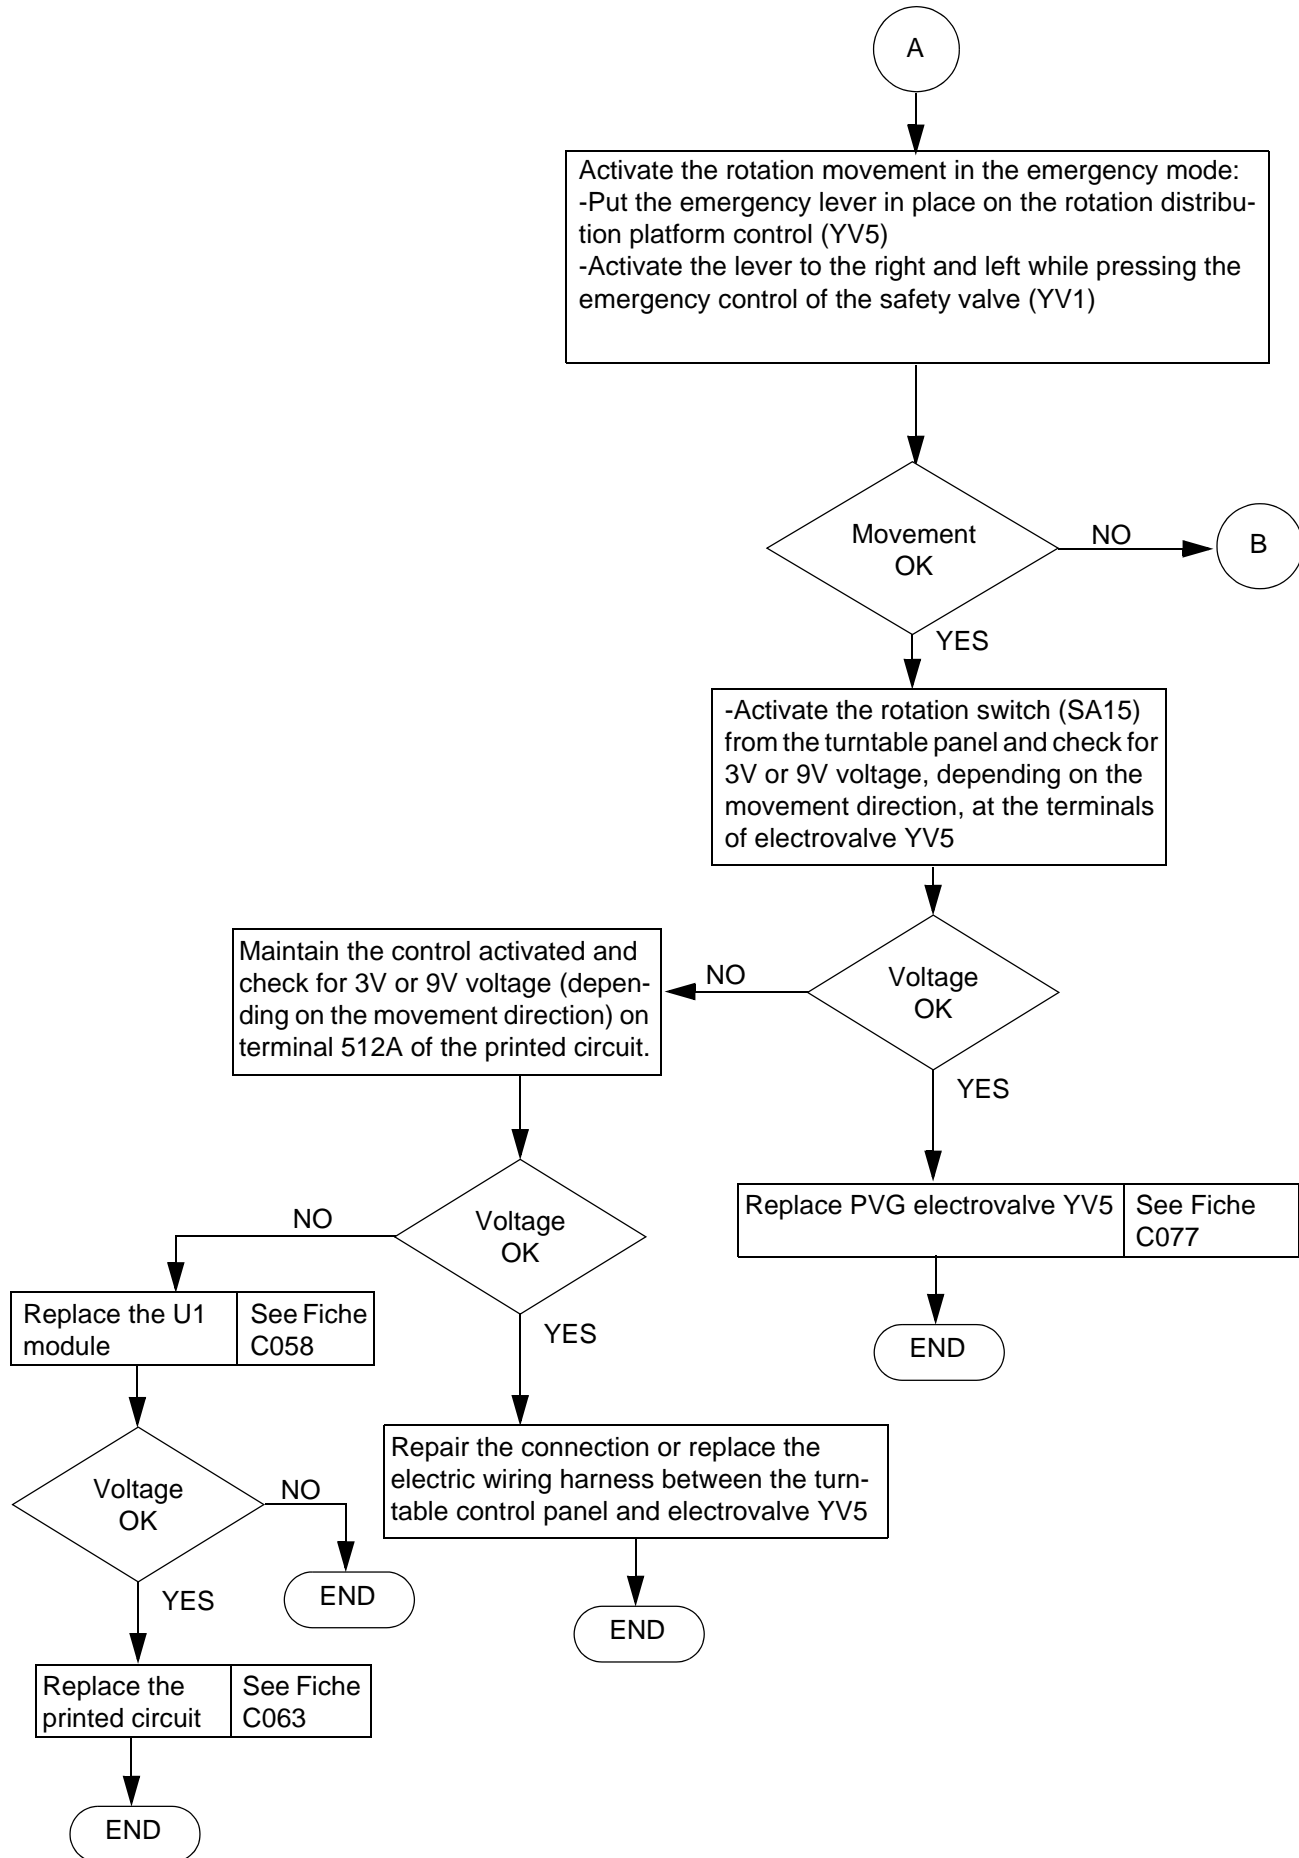 A
Activate the rotation movement in the emergency mode:
-Put the emergency lever in place on the rotation distribu-
tion platform control (YV5)
-Activate the lever to the right and left while pressing the
emergency control of the safety valve (YV1)
Movement
OK
NO
B
YES
-Activate the rotation switch (SA15)
from the turntable panel and check for
3V or 9V voltage, depending on the
movement direction, at the terminals
of electrovalve YV5
Voltage
OK
NO
Maintain the control activated and
check for 3V or 9V voltage (depen-
ding on the movement direction) on
terminal 512A of the printed circuit.
YES
Replace PVG electrovalve YV5
See Fiche
C077
END
Voltage
OK
NO
Replace the U1
module
See Fiche
C058
YES
Repair the connection or replace the
electric wiring harness between the turn-
table control panel and electrovalve YV5
END
Voltage
OK
NO
END
YES
Replace the
printed circuit
See Fiche
C063
END